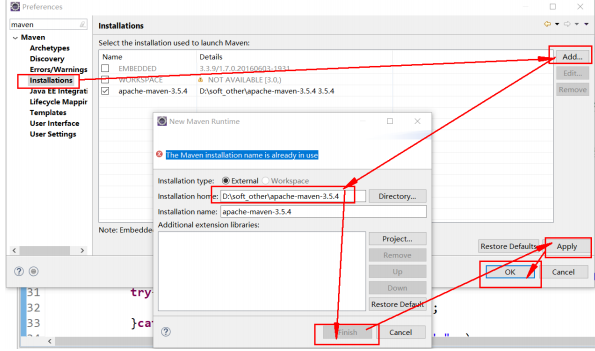 Preferences
maven
Installations
Maven
Archetypes
Discovery
Errors/Warnings
Installations
Java EE Integrati
Lifecycle Mappir
Templates
User Interface
User Settings
Select the installation used to launch Maven:
Name Details
EMBEDDED 3.3.9/1.7.0.20160603-1931
WORKSPACE NOT AVAILABLE [3.0,)
apache-maven-3.5.4 D:\soft_other\apache-maven-3.5.4 3.5.4
Add...
Edit...
Remove
New Maven Runtime
The Maven installation name is already in use
Installation type: External Workspace
Installation home: D:\soft_other\apache-maven-3.5.4 Directory...
Installation name: apache-maven-3.5.4
Additional extension libraries:
Project...
Remove
Up
Down
Restore Default
Finish Cancel
Note: Embedded
Restore Defaults Apply
OK Cancel
31 try
32 ;
33 }cat